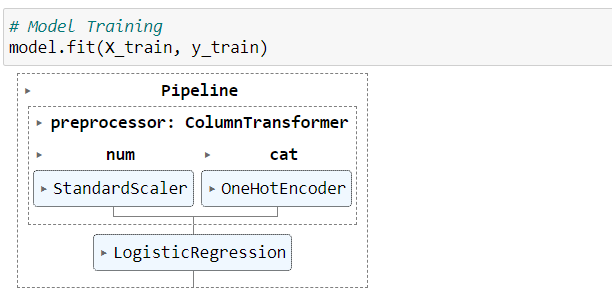 # Model Training
model.fit(X_train, y_train)
Pipeline
preprocessor: ColumnTransformer
num cat
StandardScaler OneHotEncoder
LogisticRegression